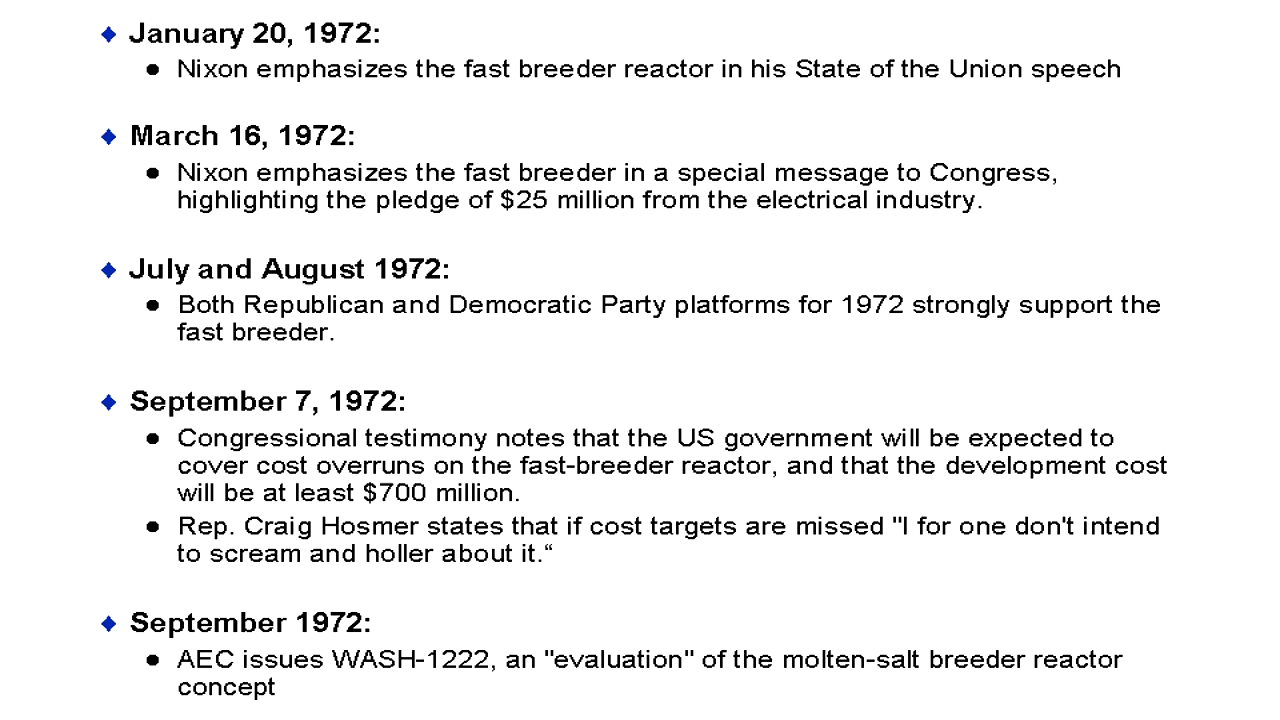 January 20, 1972:
Nixon emphasizes the fast breeder reactor in his State of the Union speech
March 16, 1972:
Nixon emphasizes the fast breeder in a special message to Congress,
highlighting the pledge of $25 million from the electrical industry.
July and August 1972:
Both Republican and Democratic Party platforms for 1972 strongly support the
fast breeder.
September 7, 1972:
Congressional testimony notes that the US government will be expected to
cover cost overruns on the fast-breeder reactor, and that the development cost
will be at least $700 million.
Rep. Craig Hosmer states that if cost targets are missed "I for one don't intend
to scream and holler about it.“
September 1972:
AEC issues WASH-1222, an "evaluation" of the molten-salt breeder reactor
concept